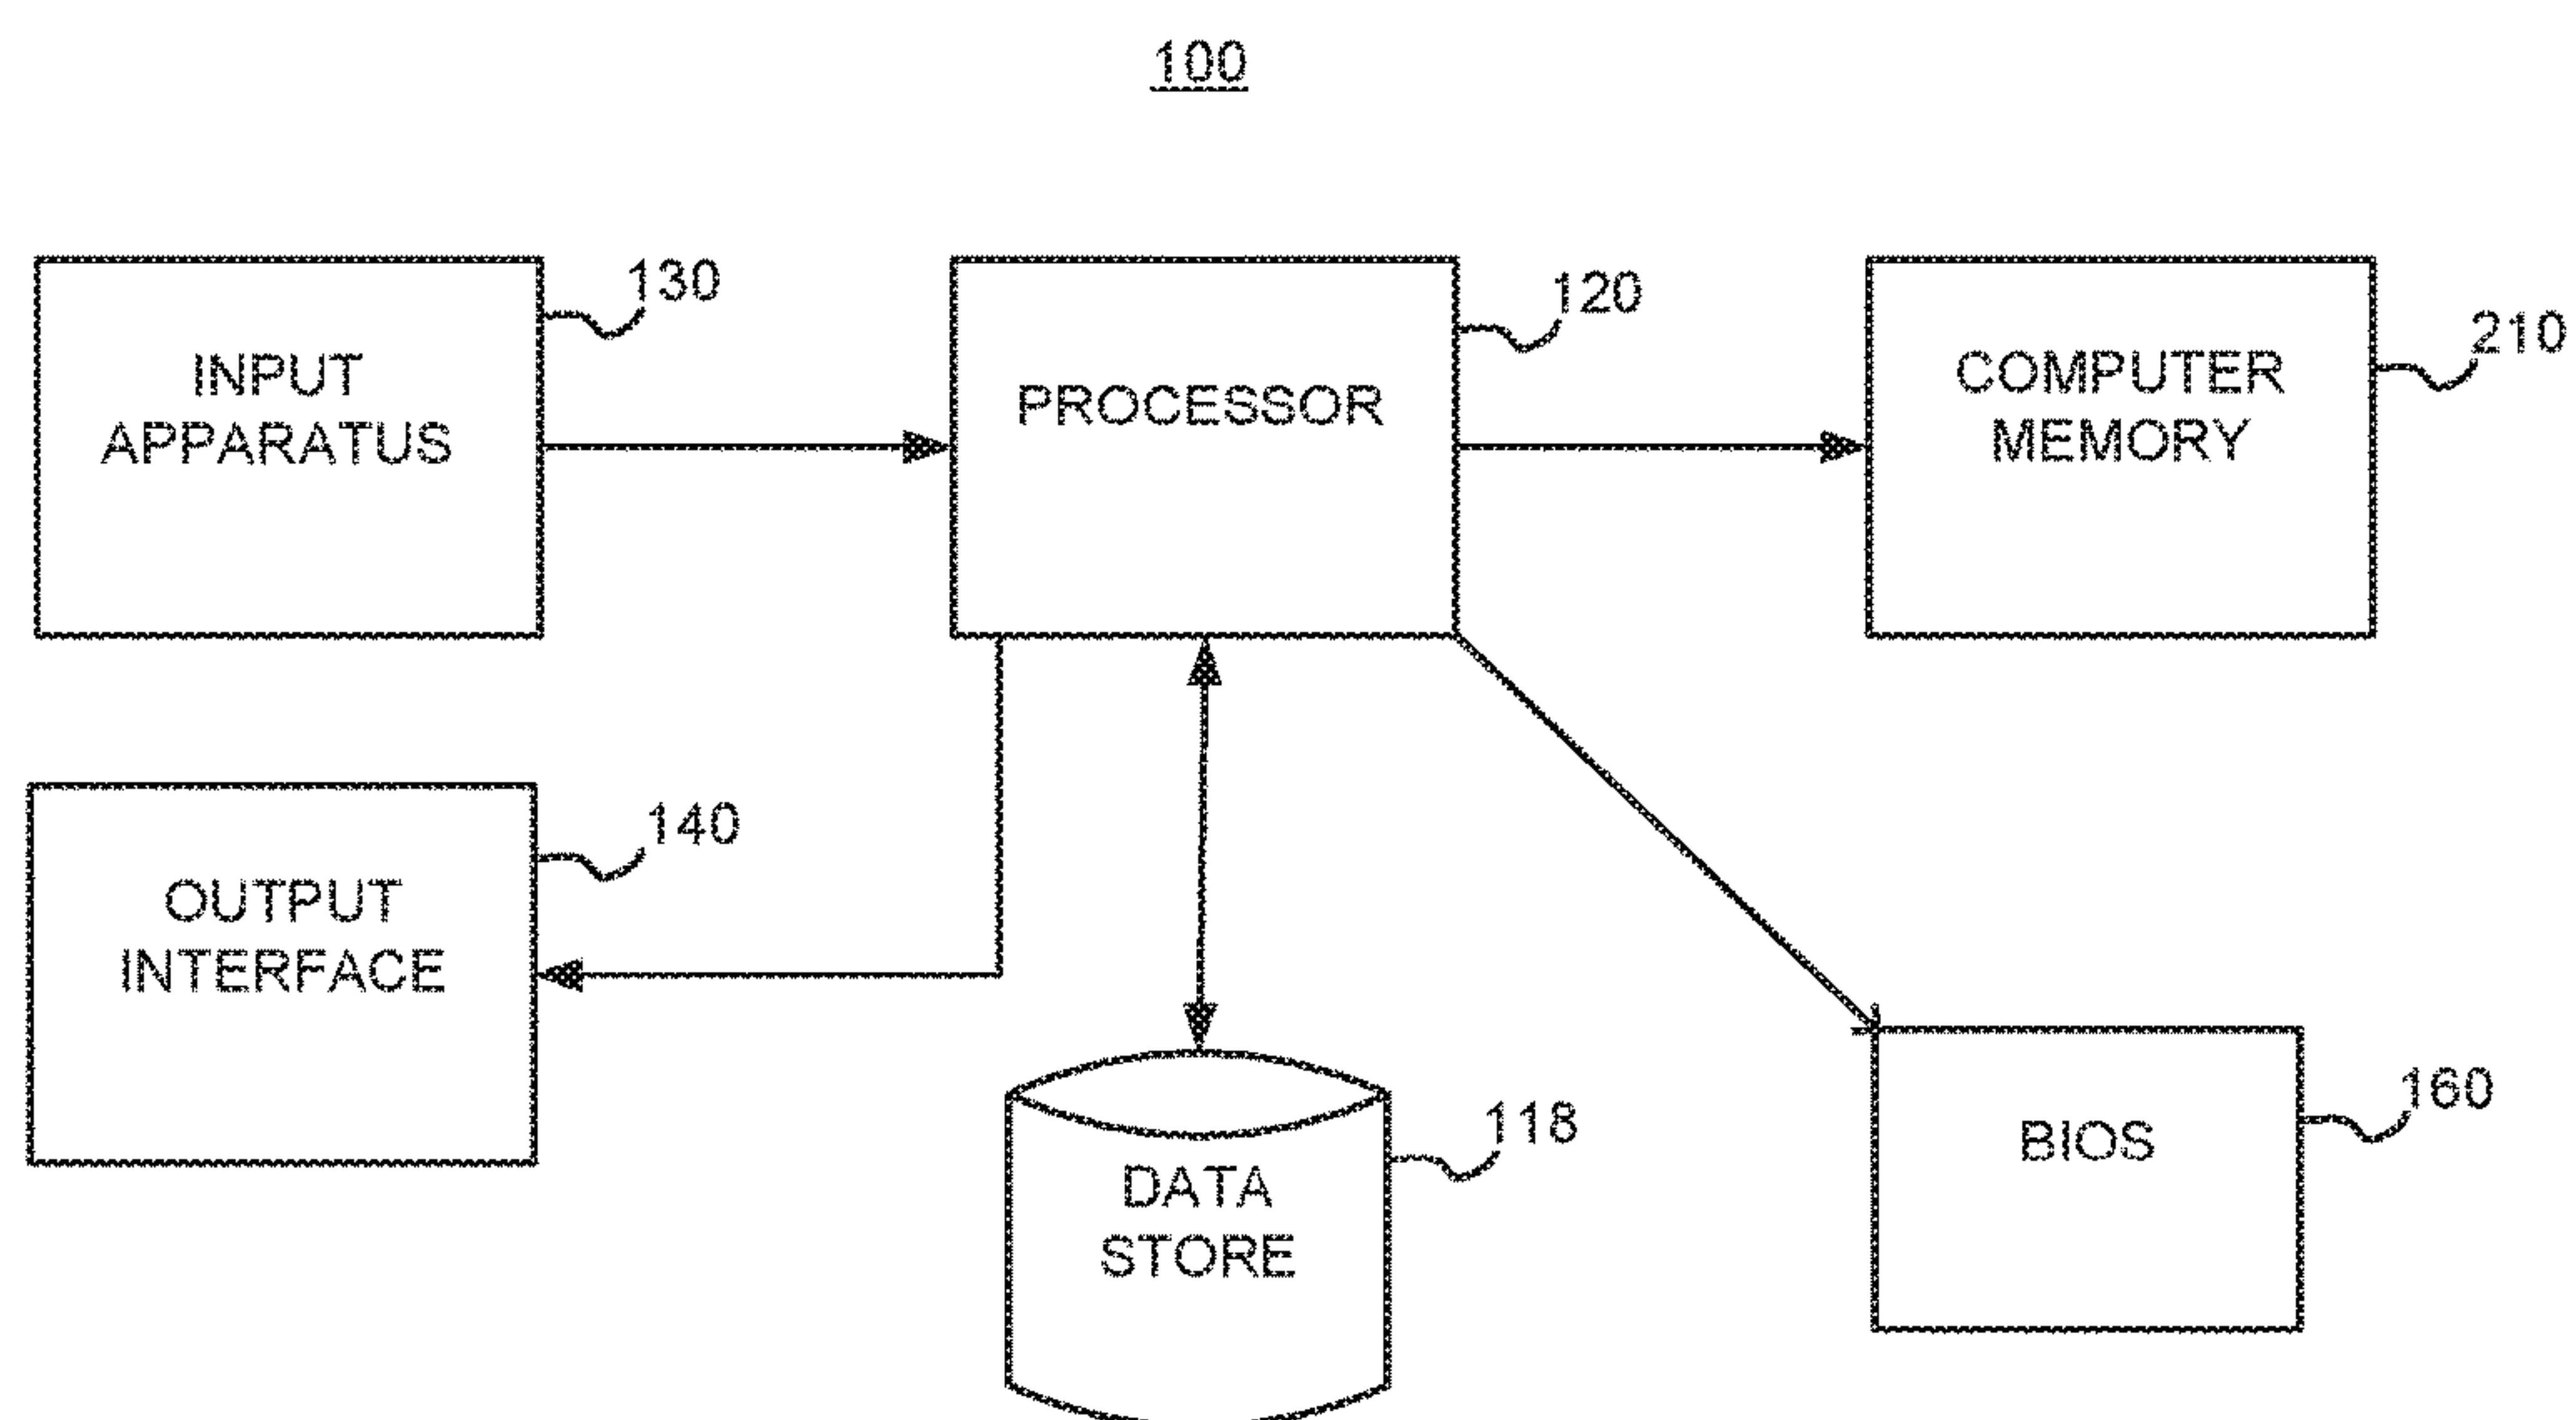 100
INPUT
APPARATUS
130
PROCESSOR
120
COMPUTER
MEMORY
210
OUTPUT
INTERFACE
140
DATA
STORE
118
BIOS
160